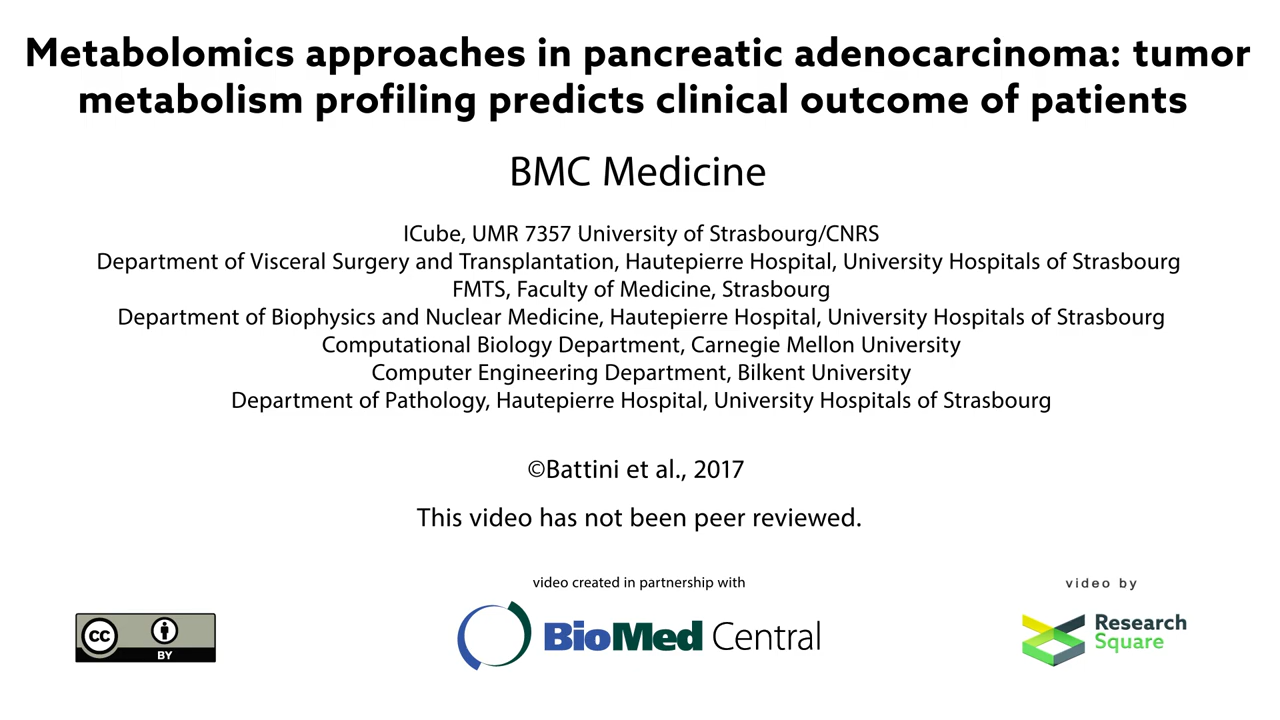 Metabolomics approaches in pancreatic adenocarcinoma: tumor
metabolism profiling predicts clinical outcome of patients
BMC Medicine
ICube, UMR 7357 University of Strasbourg/CNRS
Department of Visceral Surgery and Transplantation, Hautepierre Hospital, University Hospitals of Strasbourg
FMTS, Faculty of Medicine, Strasbourg
Department of Biophysics and Nuclear Medicine, Hautepierre Hospital, University Hospitals of Strasbourg
Computational Biology Department, Carnegie Mellon University
Computer Engineering Department, Bilkent University
Department of Pathology, Hautepierre Hospital, University Hospitals of Strasbourg
©Battini et al., 2017
This video has not been peer reviewed.
video created in partnership with
BioMed Central
video by
Research
Square
cc
BY